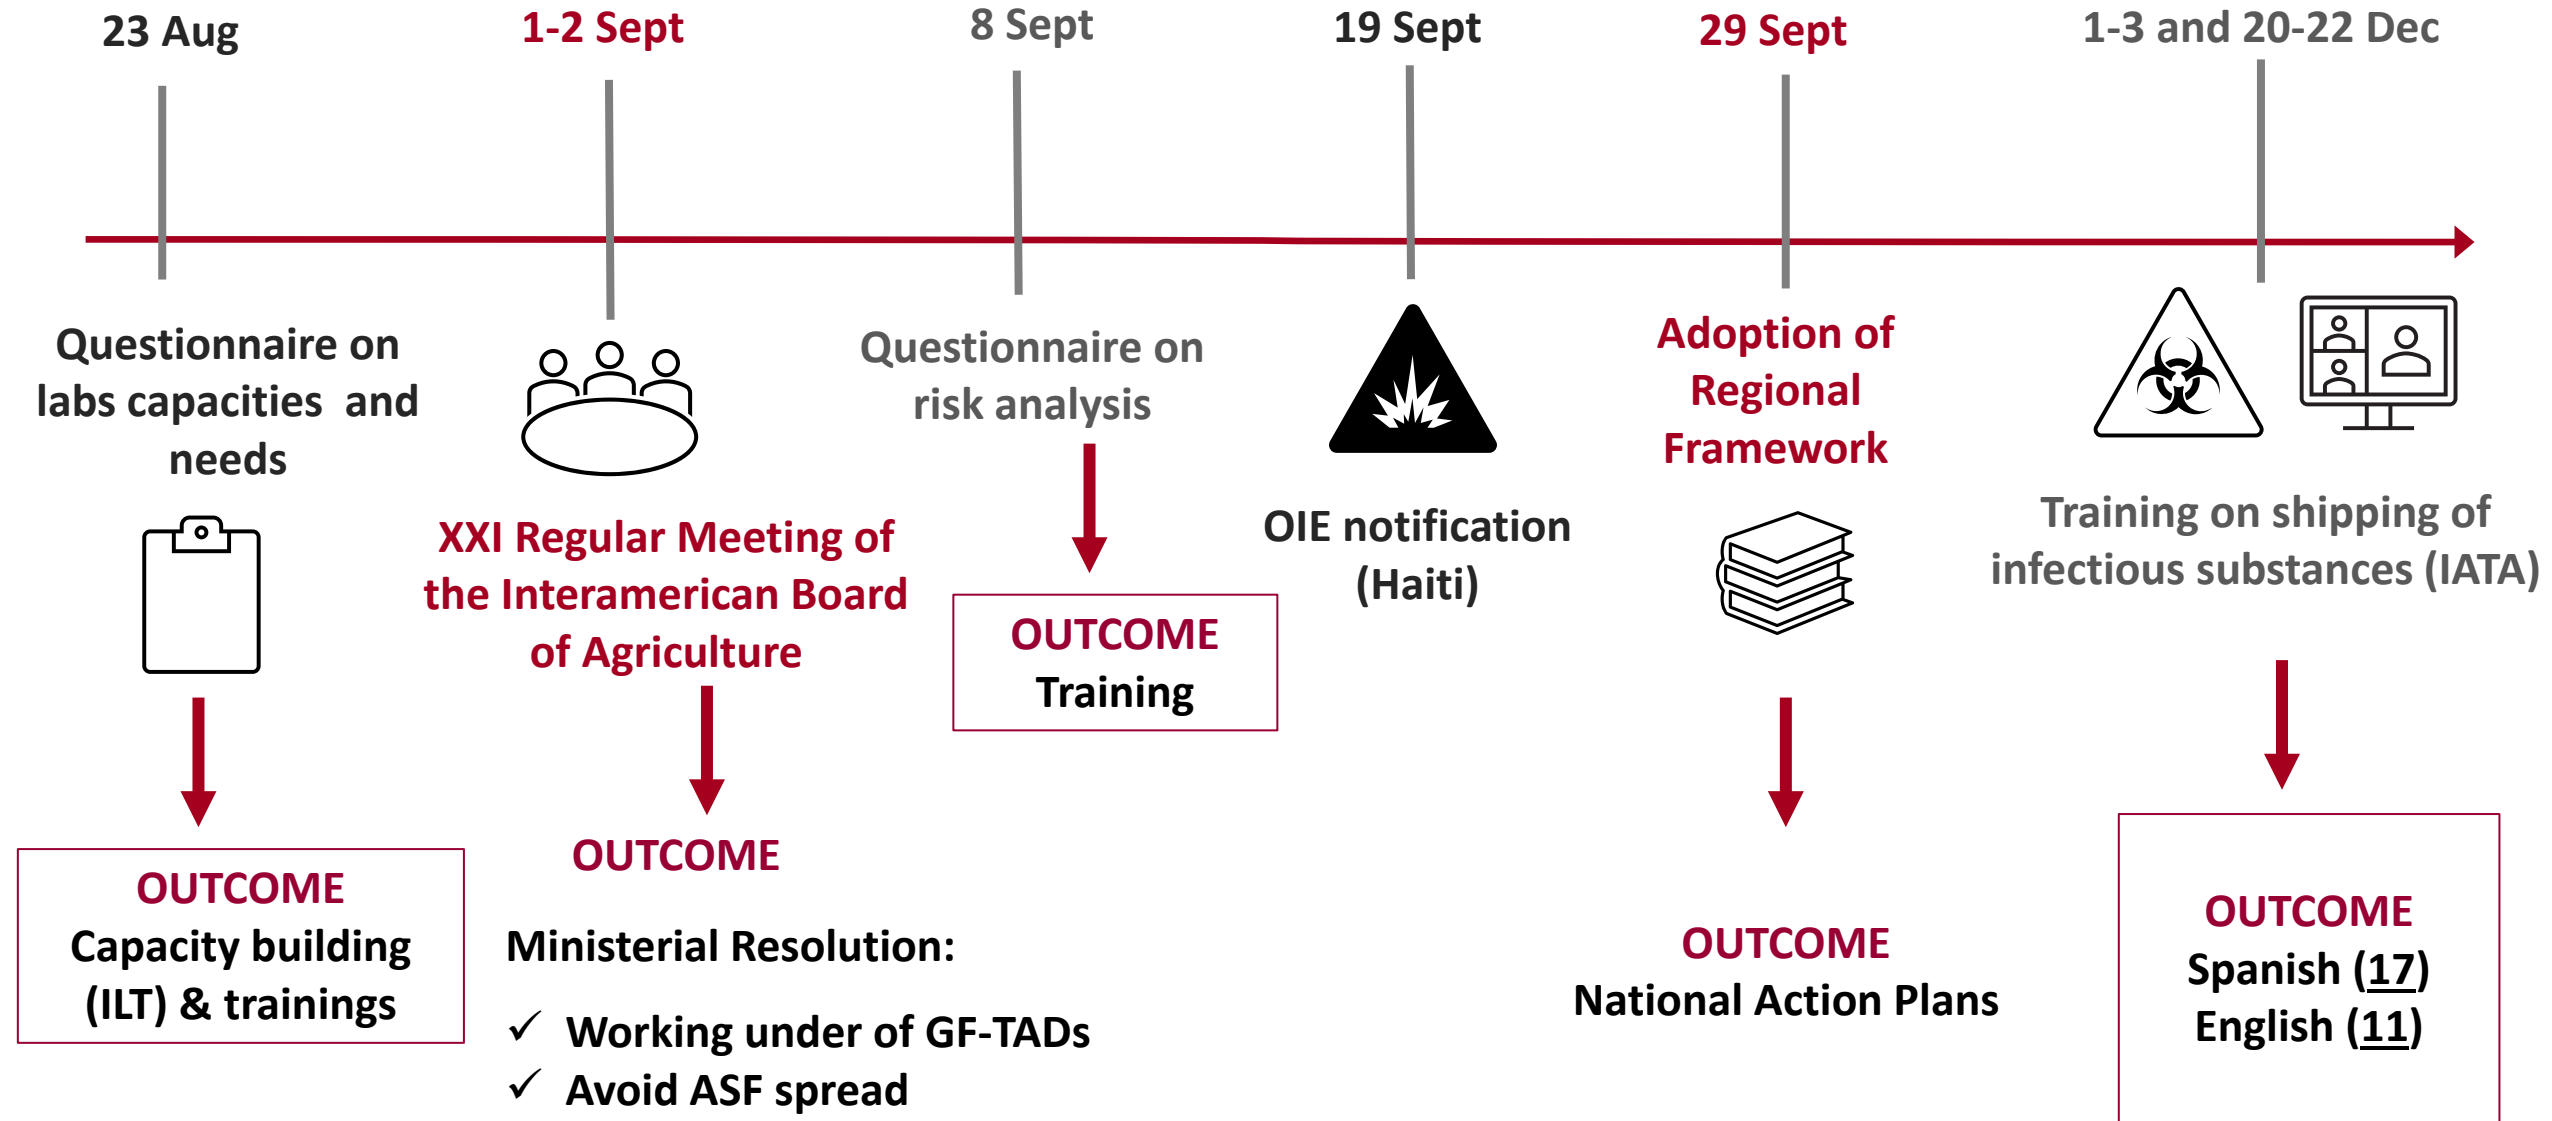 23 Aug
1-2 Sept
8 Sept
19 Sept
29 Sept
1-3 and 20-22 Dec
Questionnaire on
labs capacities and
needs
OUTCOME
Capacity building
(ILT) & trainings
XXI Regular Meeting of
the Interamerican Board
of Agriculture
OUTCOME
Ministerial Resolution:
✓ Working under of GF-TADs
✓ Avoid ASF spread
Questionnaire on
risk analysis
OUTCOME
Training
OIE notification
(Haiti)
Adoption of
Regional
Framework
OUTCOME
National Action Plans
Training on shipping of
infectious substances (IATA)
OUTCOME
Spanish (17)
English (11)